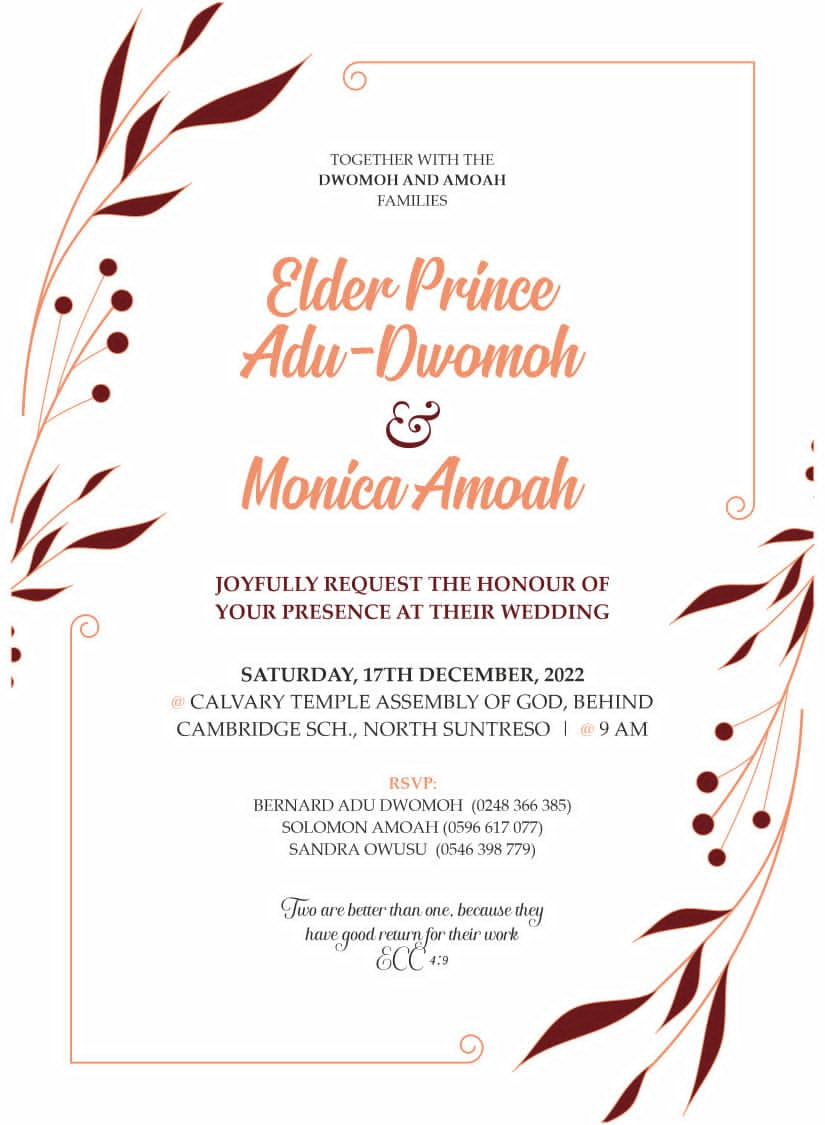 TOGETHER WITH THE
DWOMOH AND AMOAH
FAMILIES
Elder Prince
Adu-Dwomoh
&
Monica Amoah
JOYFULLY REQUEST THE HONOUR OF
YOUR PRESENCE AT THEIR WEDDING
SATURDAY, 17TH DECEMBER, 2022
@ CALVARY TEMPLE ASSEMBLY OF GOD, BEHIND
CAMBRIDGE SCH., NORTH SUNTRESO | @ 9 AM
RSVP:
BERNARD ADU DWOMOH (0248 366 385)
SOLOMON AMOAH (0596 617 077)
SANDRA OWUSU (0546 398 779)
Two are better than one, because they
have good return for their work
ECC 4:9